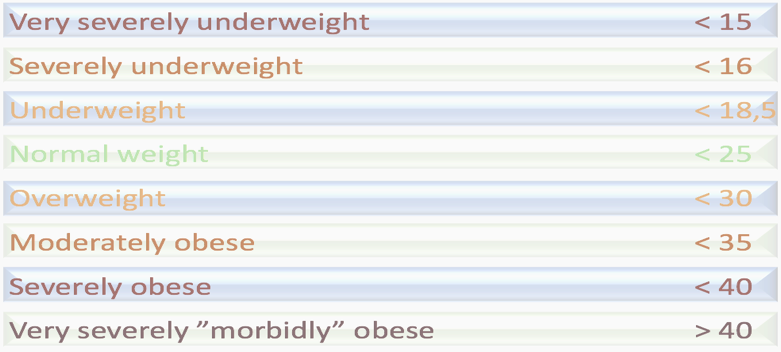 Very severely underweight < 15
Severely underweight < 16
Underweight < 18,5
Normal weight < 25
Overweight < 30
Moderately obese < 35
Severely obese < 40
Very severely ”morbidly” obese > 40